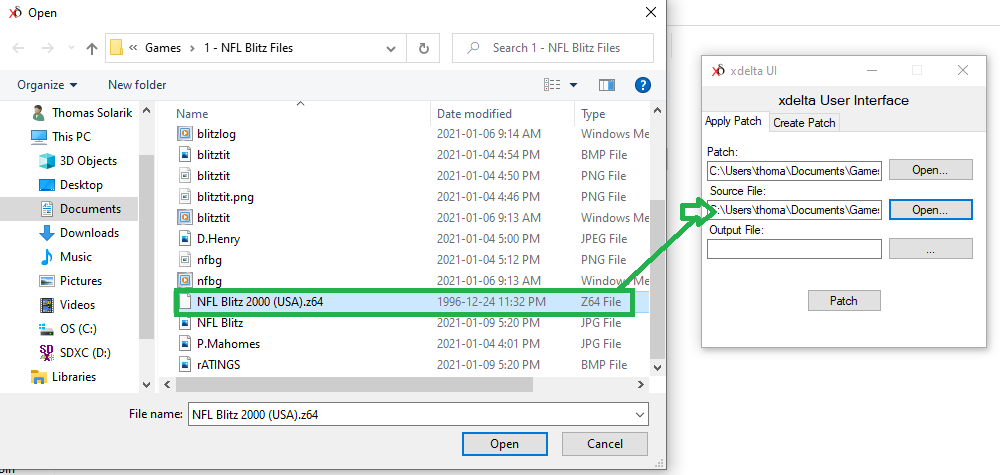 Open
« Games › 1 - NFL Blitz Files
Search 1 - NFL Blitz Files
Organize
New folder
Thomas Solarik
This PC
3D Objects
Desktop
Documents
Downloads
Music
Pictures
Videos
OS (C:)
SDXC (D:)
Libraries
Name Date modified Type
blitzlog 2021-01-06 9:14 AM Windows Me
blitztit 2021-01-04 4:54 PM BMP File
blitztit 2021-01-04 4:55 PM PNG File
blitztit.png 2021-01-04 4:46 PM PNG File
blitztit 2021-01-06 9:13 AM Windows Me
D.Henry 2021-01-04 5:00 PM JPEG File
nfbg 2021-01-04 5:12 PM PNG File
nfbg 2021-01-06 9:13 AM Windows Me
NFL Blitz 2000 (USA).z64 1996-12-24 11:32 PM Z64 File
NFL Blitz 2021-01-09 5:20 PM JPG File
P.Mahomes 2021-01-04 4:01 PM JPG File
rATINGS 2021-01-09 5:20 PM BMP File
File name: NFL Blitz 2000 (USA).z64
Open Cancel
xdelta UI
xdelta User Interface
Apply Patch Create Patch
Patch:
C:\Users\thoma\Documents\Games Open...
Source File:
:\Users\thoma\Documents\Games Open...
Output File:
...
Patch